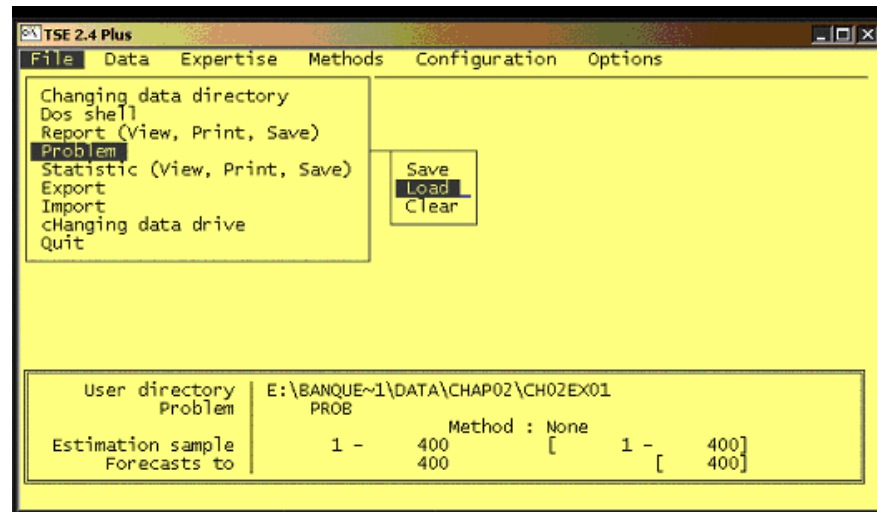 TSE 2.4 Plus
File Data Expertise Methods Configuration Options
Changing data directory
Dos shell
Report (View, Print, Save)
Problem
Statistic (View, Print, Save)
Export
Import
cHanging data drive
Quit
Save
Load
Clear
User directory E:\BANQUE~1\DATA\CHAP02\CH02EX01
Problem PROB
Method : None
Estimation sample 1 - 400 [ 1 - 400]
Forecasts to 400 [ 400]